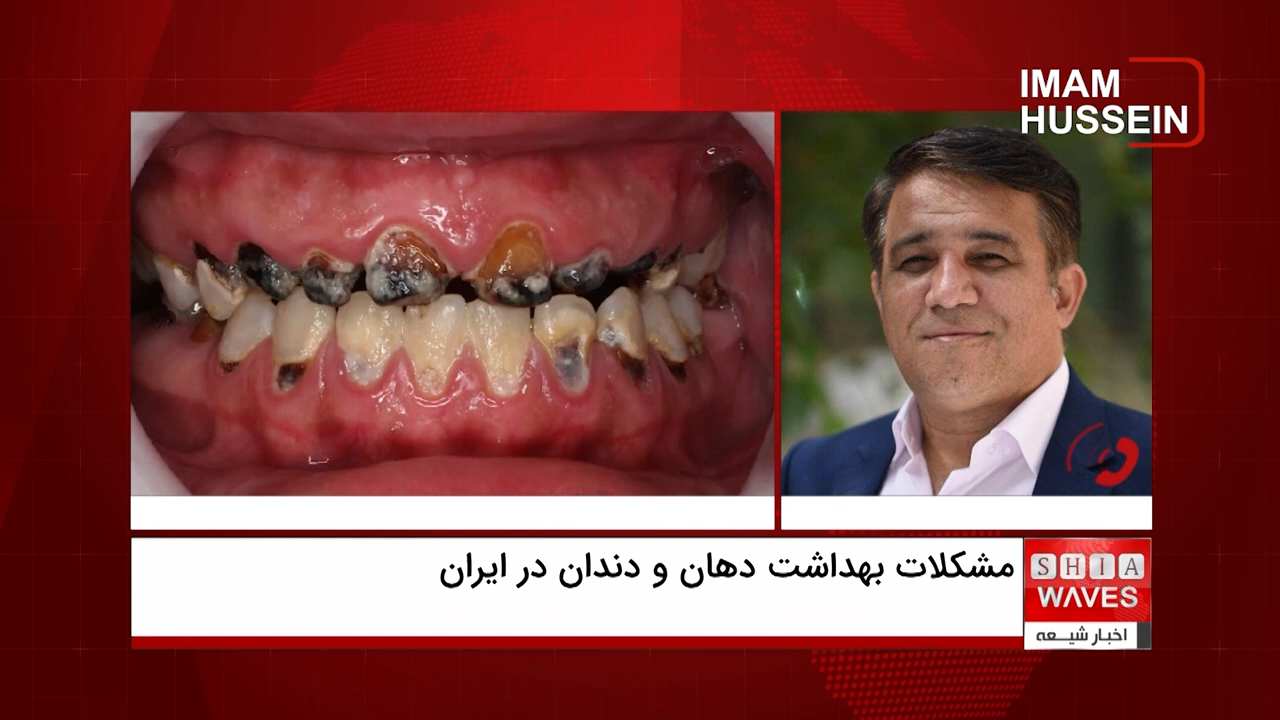 IMAM
HUSSEIN
مشکلات بهداشت دهان و دندان در ایران
SHIA
WAVES
اخبار شیعه